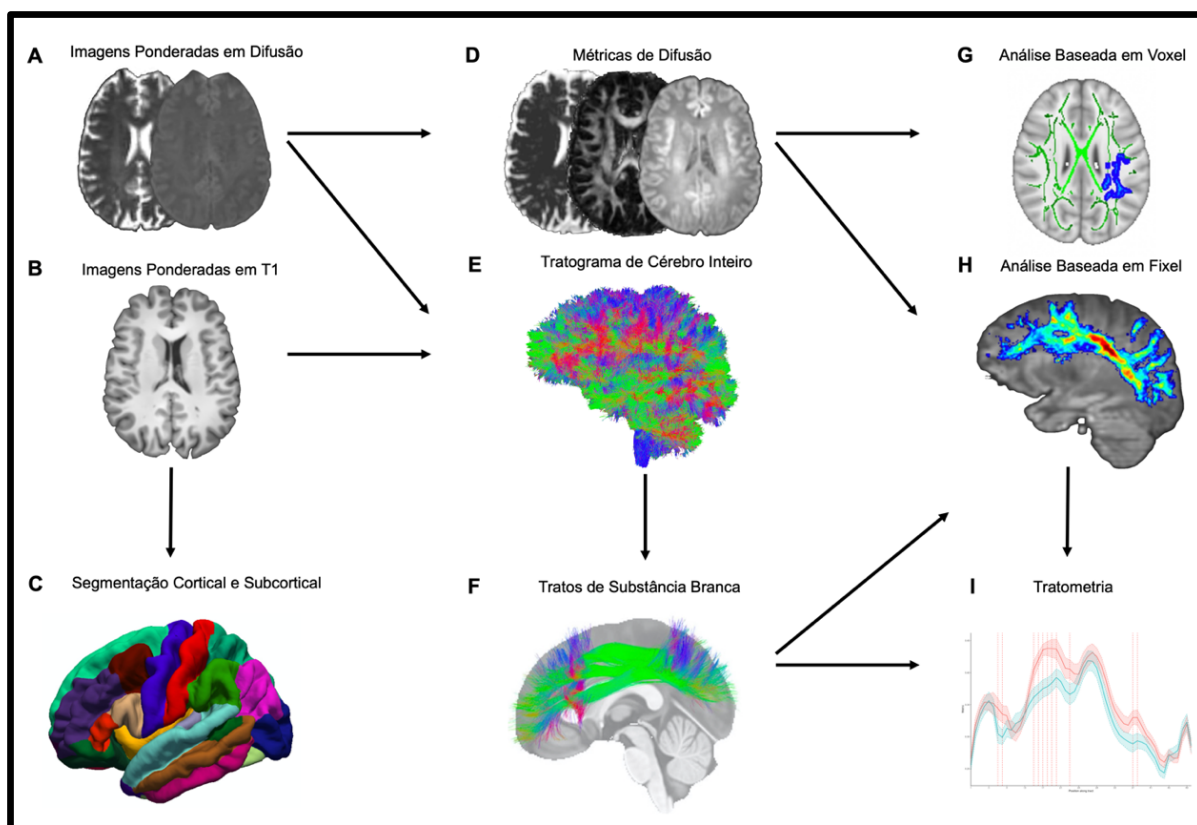 A Imagens Ponderadas em Difusão
D Métricas de Difusão
G Análise Baseada em Voxel
B Imagens Ponderadas em T1
E Tratograma de Cérebro Inteiro
H Análise Baseada em Fixel
C Segmentação Cortical e Subcortical
F Tratos de Substância Branca
I Tratometria